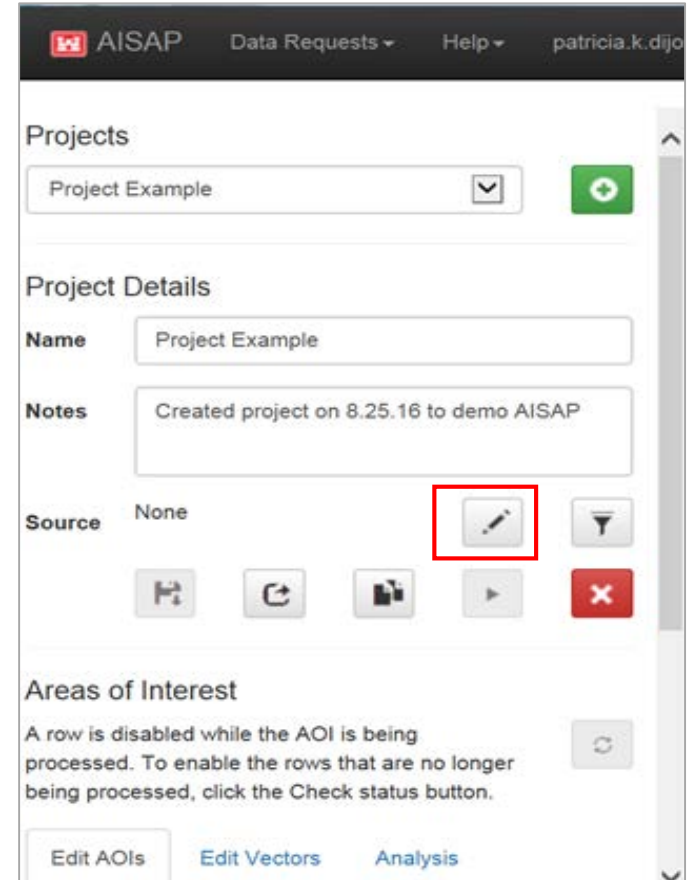 AISAP Data Requests Help patricia.k.dijo
Projects
Project Example
Project Details
Name Project Example
Notes Created project on 8.25.16 to demo AISAP
Source None
Areas of Interest
A row is disabled while the AOI is being
processed. To enable the rows that are no longer
being processed, click the Check status button.
Edit AOIs Edit Vectors Analysis